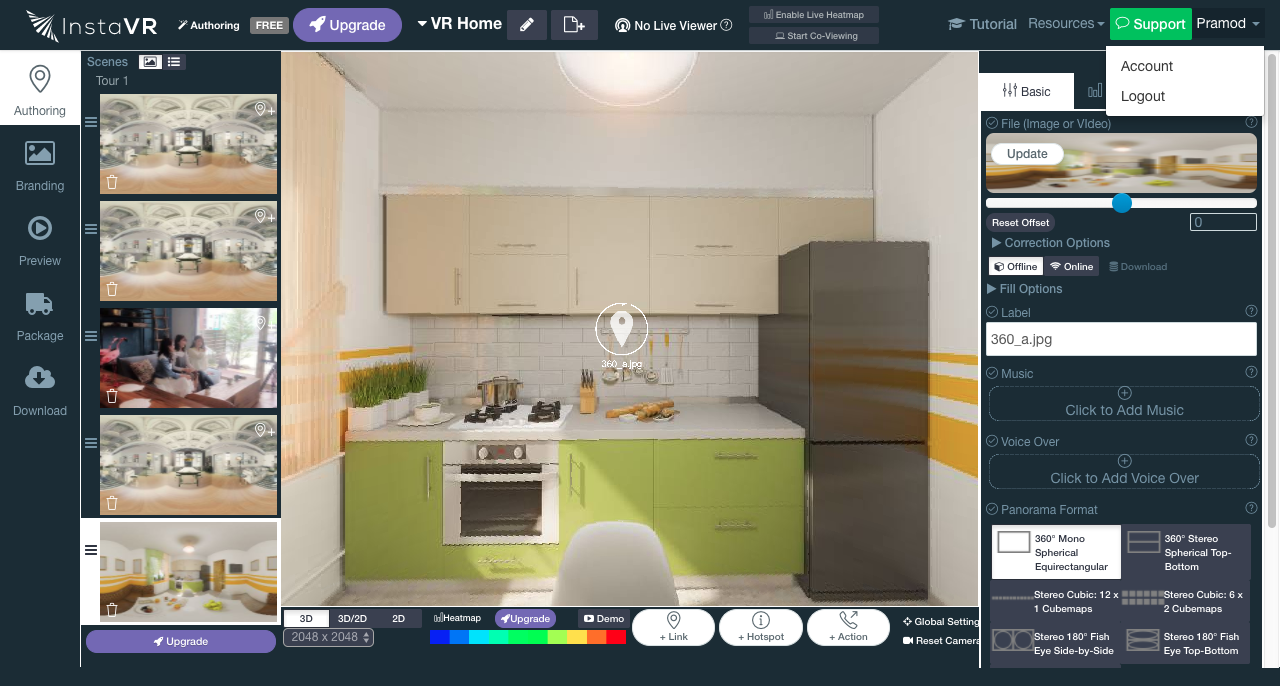 InstaVR
Authoring
FREE
Upgrade
VR Home
No Live Viewer
Enable Live Heatmap
Start Co-Viewing
Tutorial
Resources
Support
Pramod
Account
Logout
Authoring
Branding
Preview
Package
Download
Scenes
Tour 1
Upgrade
360_a.jpg
Basic
File (Image or VIdeo)
Update
Reset Offset
0
Correction Options
Offline
Online
Download
Fill Options
Label
360_a.jpg
Music
Click to Add Music
Voice Over
Click to Add Voice Over
Panorama Format
360° Mono
Spherical
Equirectangular
360° Stereo
Spherical Top-
Bottom
Stereo Cubic: 12 x
1 Cubemaps
Stereo Cubic: 6 x
2 Cubemaps
Stereo 180° Fish
Eye Side-by-Side
Stereo 180° Fish
Eye Top-Bottom
3D
3D/2D
2D
2048 x 2048
Heatmap
Upgrade
Demo
+ Link
+ Hotspot
+ Action
Global Setting
Reset Camera